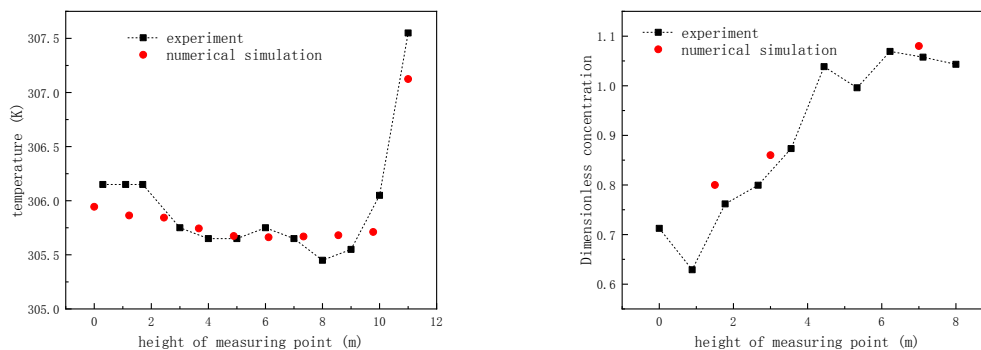 307.5
307.0
306.5
306.0
305.5
305.0
temperature (K)
experiment
numerical simulation
0 2 4 6 8 10 12
height of measuring point (m)
1.1
1.0
0.9
0.8
0.7
0.6
Dimensionless concentration
experiment
numerical simulation
0 2 4 6 8
height of measuring point (m)